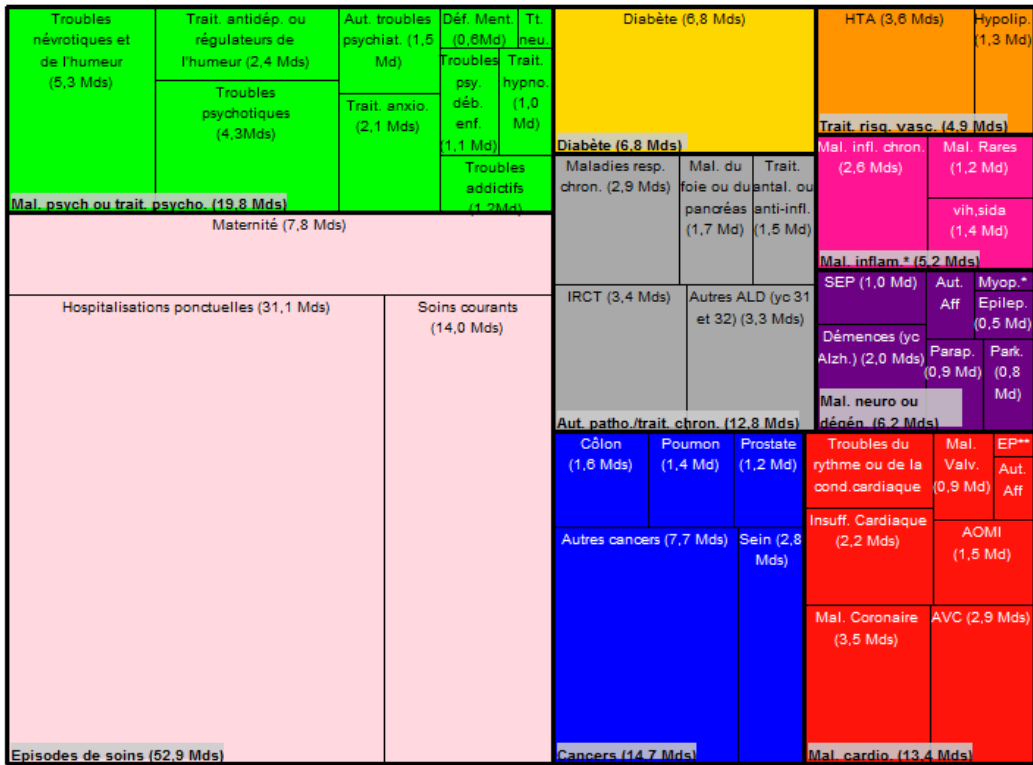 Troubles
névrotiques et
de l'humeur
(5,3 Mds)
Trait. antidép. ou
régulateurs de
l'humeur (2,4 Mds)
Troubles
psychotiques
(4,3Mds)
Aut. troubles
psychiat. (1,5
Md)
Trait. anxio.
(2,1 Mds)
Déf. Ment.
(0,6Md)
Tt.
neu.
Troubles
psy.
déb.
enf.
(1,1 Md)
Trait.
hypno.
(1,0
Md)
Troubles
addictifs
(1,2Md)
Mal. psych ou trait. psycho. (19,8 Mds)
Maternité (7,8 Mds)
Hospitalisations ponctuelles (31,1 Mds)
Soins courants
(14,0 Mds)
Episodes de soins (52,9 Mds)
Diabète (6,8 Mds)
Diabète (6,8 Mds)
HTA (3,6 Mds)
Hypolip.
(1,3 Md)
Trait. risq. vasc. (4,9 Mds)
Maladies resp.
chron. (2,9 Mds)
Mal. du
foie ou du
pancréas
(1,7 Md)
Trait.
antal. ou
anti-infl.
(1,5 Md)
IRCT (3,4 Mds)
Autres ALD (yc 31
et 32) (3,3 Mds)
Aut. patho./trait. chron. (12,8 Mds)
Mal. infl. chron.
(2,6 Mds)
Mal. Rares
(1,2 Md)
vih,sida
(1,4 Md)
Mal. inflam.* (5,2 Mds)
SEP (1,0 Md)
Aut.
Aff
Myop.*
Epilep.
(0,5 Md)
Démences (yc
Alzh.) (2,0 Mds)
Parap.
(0,9 Md)
Park.
(0,8
Md)
Mal. neuro ou
dégén. (6,2 Mds)
Côlon
(1,6 Mds)
Poumon
(1,4 Md)
Prostate
(1,2 Md)
Autres cancers (7,7 Mds)
Sein (2,8
Mds)
Cancers (14,7 Mds)
Troubles du
rythme ou de la
cond.cardiaque
Mal.
Valv.
(0,9 Md)
EP**
Aut.
Aff
Insuff. Cardiaque
(2,2 Mds)
AOMI
(1,5 Md)
Mal. Coronaire
(3,5 Mds)
AVC (2,9 Mds)
Mal. cardio. (13,4 Mds)